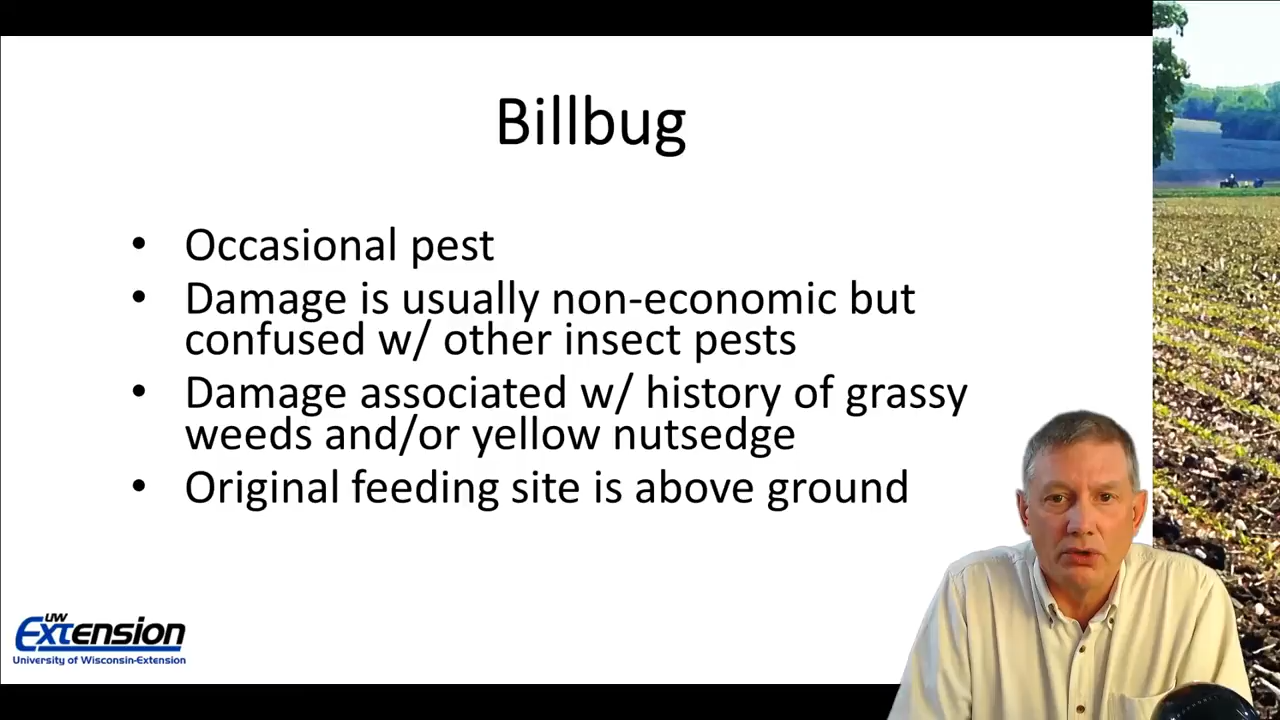 Billbug
• Occasional pest
• Damage is usually non-economic but
confused w/ other insect pests
• Damage associated w/ history of grassy
weeds and/or yellow nutsedge
• Original feeding site is above ground
UW
Extension
University of Wisconsin-Extension